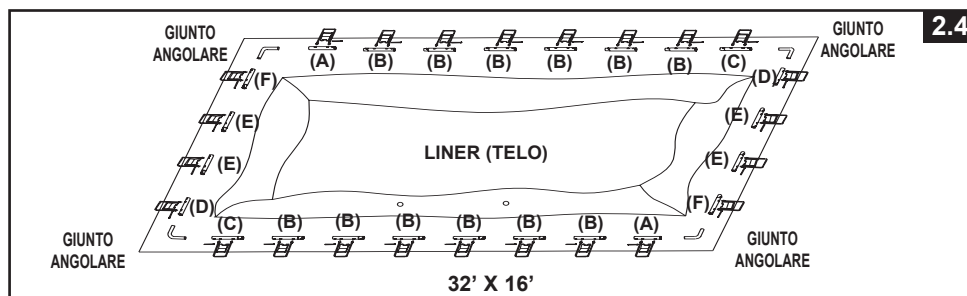 2.4
GIUNTO
ANGOLARE
GIUNTO
ANGOLARE
(A) (B) (B) (B) (B) (B) (B) (C)
(F) (D)
(E) (E)
LINER (TELO)
(E) (E)
(D) (F)
(C) (B) (B) (B) (B) (B) (B) (A)
GIUNTO
ANGOLARE
GIUNTO
ANGOLARE
32’ X 16’